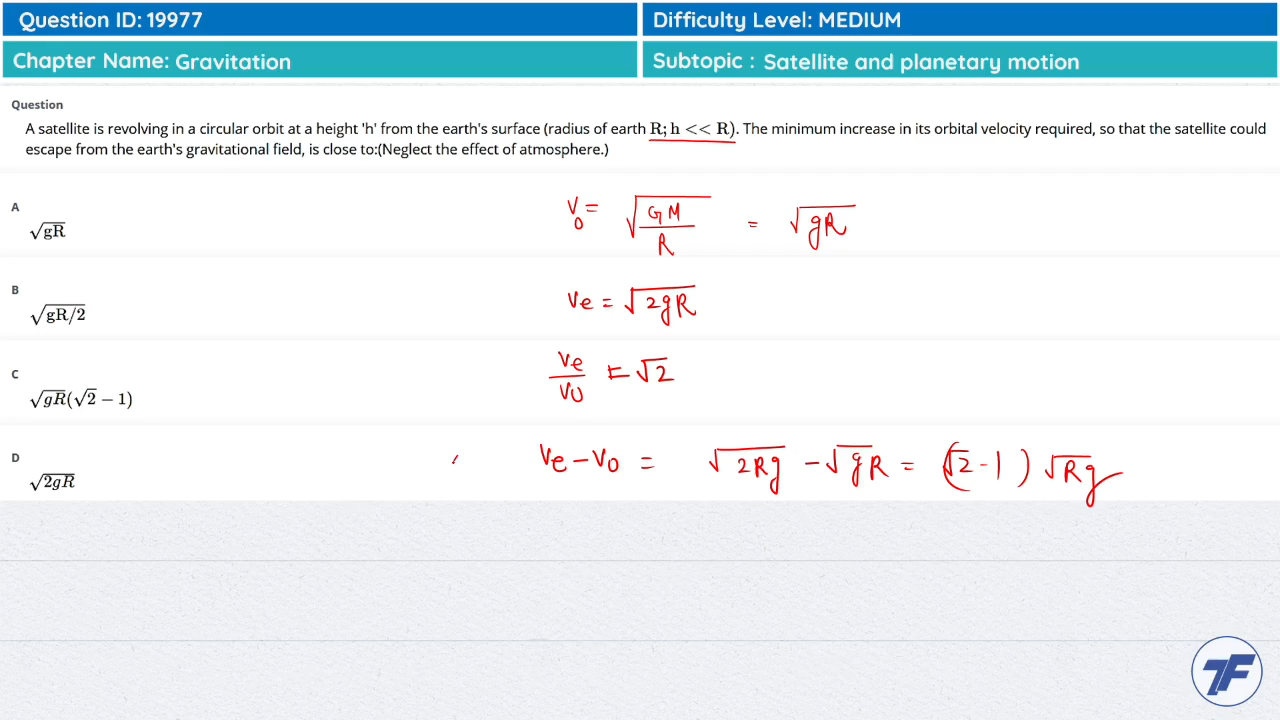 Question ID: 19977
Difficulty Level: MEDIUM
Chapter Name: Gravitation
Subtopic : Satellite and planetary motion
Question
A satellite is revolving in a circular orbit at a height 'h' from the earth's surface (radius of earth R; h << R). The minimum increase in its orbital velocity required, so that the satellite could
escape from the earth's gravitational field, is close to:(Neglect the effect of atmosphere.)
A
√gR
B
√gR/2
C
√gR(√2 − 1)
D
√2gR
V₀ = √GM/R = √gR
Ve = √2gR
Ve/V₀ = √2
Ve − V₀ = √2Rg − √gR = (√2 - 1) √Rg
TF